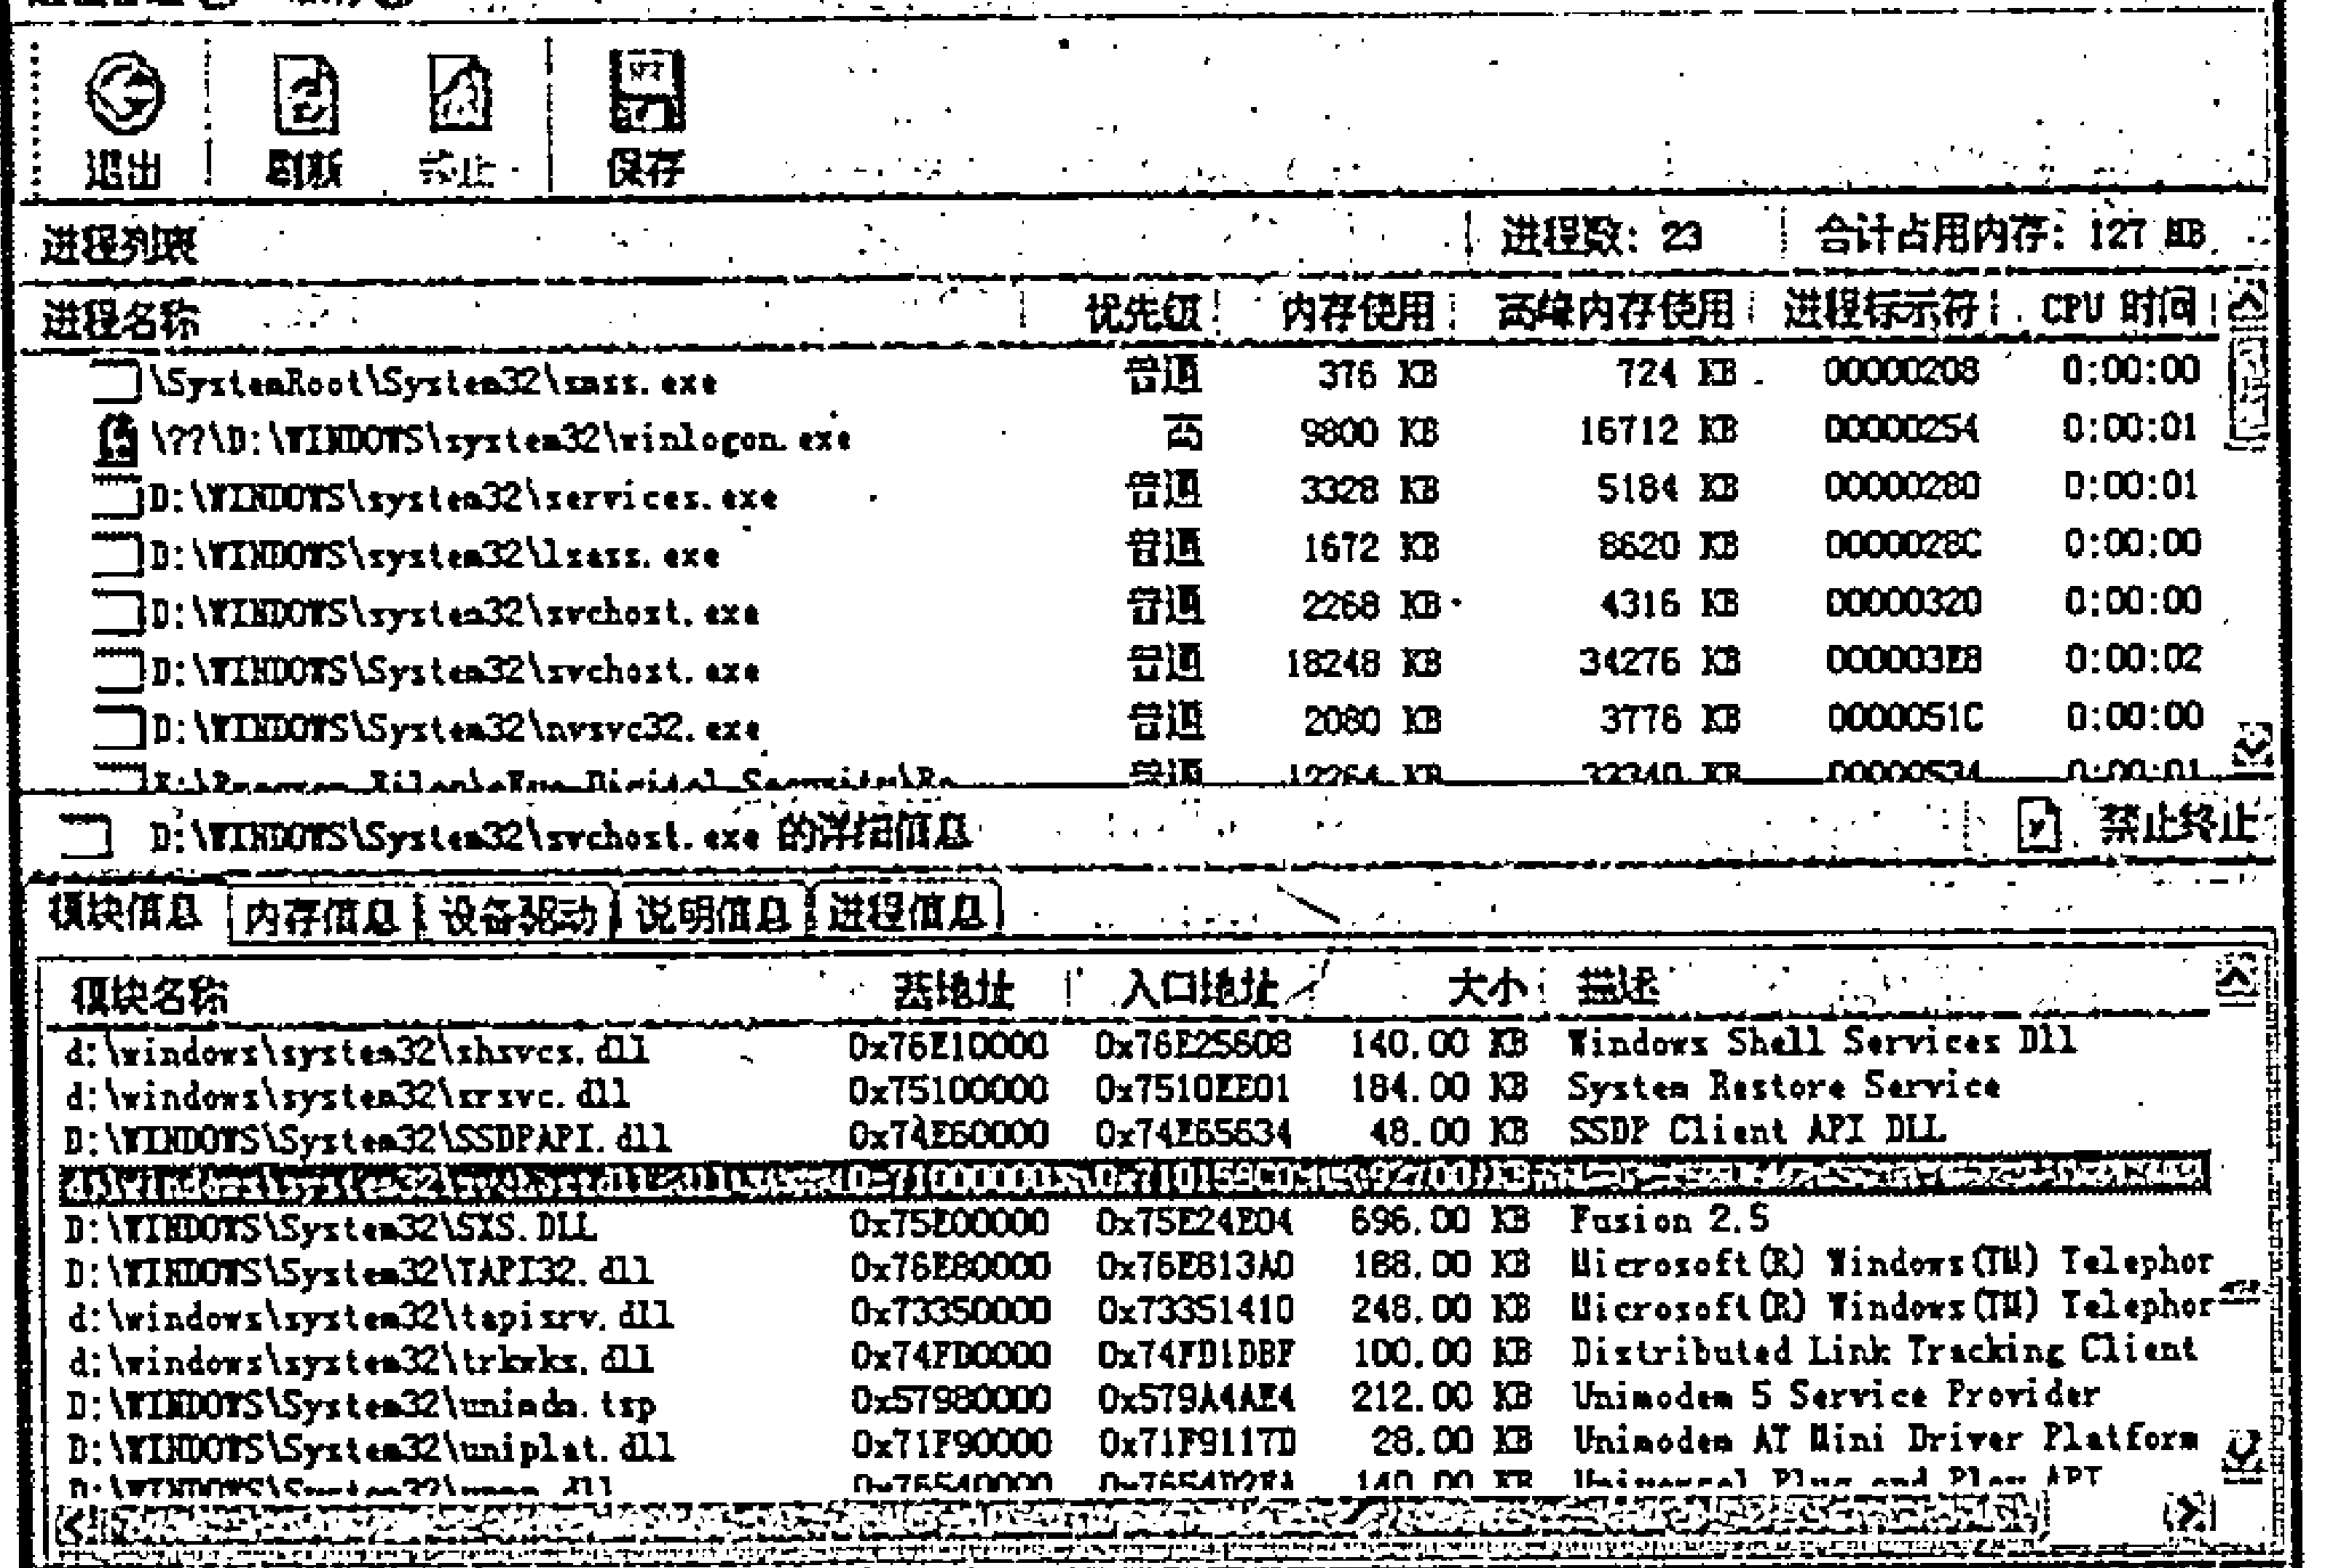 退出 刷新 终止 保存
进程列表 进程数: 23 合计占用内存: 127 MB
进程名称 优先级 内存使用 高峰内存使用 进程标示符 CPU 时间
\SystemRoot\System32\smss.exe 普通 376 KB 724 KB 00000208 0:00:00
\??\D:\WINDOWS\system32\winlogon.exe 高 9800 KB 16712 KB 00000254 0:00:01
D:\WINDOWS\system32\services.exe 普通 3328 KB 5184 KB 00000280 0:00:01
D:\WINDOWS\system32\lsass.exe 普通 1672 KB 8620 KB 0000028C 0:00:00
D:\WINDOWS\system32\svchost.exe 普通 2268 KB 4316 KB 00000320 0:00:00
D:\WINDOWS\System32\svchost.exe 普通 18248 KB 34276 KB 000003E8 0:00:02
D:\WINDOWS\System32\nvsvc32.exe 普通 2080 KB 3776 KB 0000051C 0:00:00
普通 12264 KB 32340 KB 00000534 0:00:01
D:\WINDOWS\System32\svchost.exe 的详细信息 禁止终止
模块信息 内存信息 设备驱动 说明信息 进程信息
模块名称 基地址 入口地址 大小 描述
d:\windows\system32\shsvcs.dll 0x76E10000 0x76E25608 140.00 KB Windows Shell Services Dll
d:\windows\system32\srsvc.dll 0x75100000 0x7510EE01 184.00 KB System Restore Service
D:\WINDOWS\System32\SSDPAPI.dll 0x74E60000 0x74E65634 48.00 KB SSDP Client API DLL
D:\WINDOWS\System32\SXS.DLL 0x75E00000 0x75E24E04 696.00 KB Fusion 2.5
D:\WINDOWS\System32\TAPI32.dll 0x76E80000 0x76E813A0 188.00 KB Microsoft(R) Windows(TM) Telephor
d:\windows\system32\tapisrv.dll 0x73350000 0x73351410 248.00 KB Microsoft(R) Windows(TM) Telephor
d:\windows\system32\trkwks.dll 0x74FD0000 0x74FD1DBF 100.00 KB Distributed Link Tracking Client
D:\WINDOWS\System32\unimdm.tsp 0x57980000 0x579A4AE4 212.00 KB Unimodem 5 Service Provider
D:\WINDOWS\System32\uniplat.dll 0x71F90000 0x71F9117D 28.00 KB Unimodem AT Mini Driver Platform